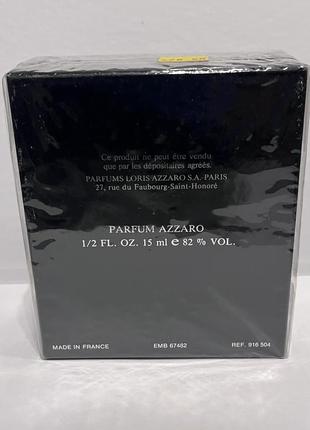 Ce produit ne peut être vendu
que par les dépositaires agréés.
PARFUMS LORIS AZZARO S.A.-PARIS
27, rue du Faubourg-Saint-Honoré
PARFUM AZZARO
1/2 FL. OZ. 15 ml e 82 % VOL.
MADE IN FRANCE EMB 67482 REF. 916 504